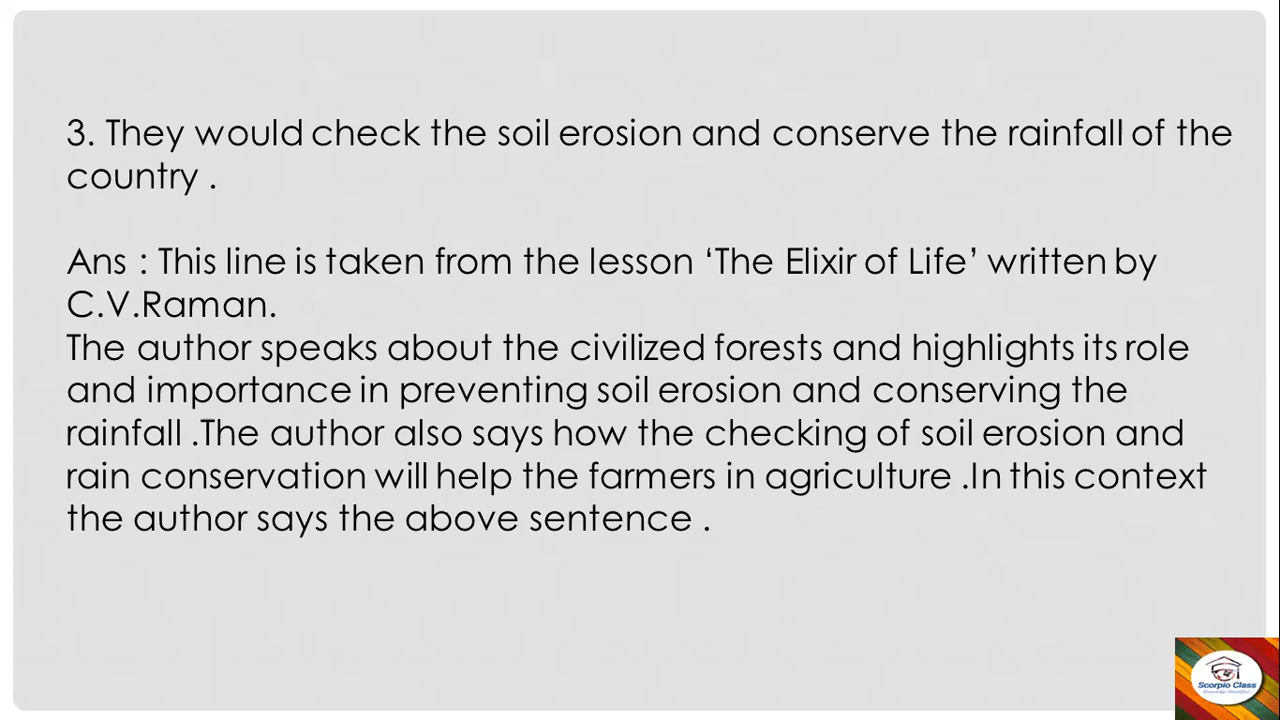 3. They would check the soil erosion and conserve the rainfall of the
country .
Ans : This line is taken from the lesson ‘The Elixir of Life’ written by
C.V.Raman.
The author speaks about the civilized forests and highlights its role
and importance in preventing soil erosion and conserving the
rainfall .The author also says how the checking of soil erosion and
rain conservation will help the farmers in agriculture .In this context
the author says the above sentence .
Scorpio Class